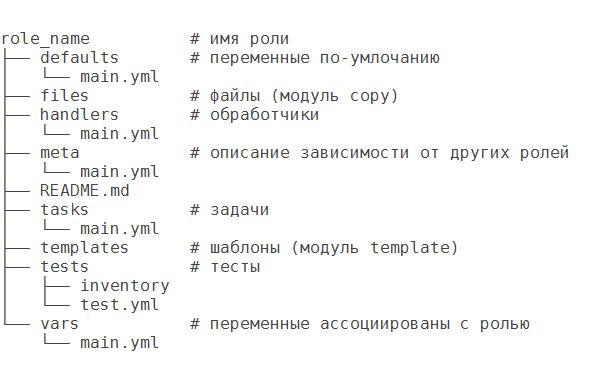 role_name          # имя роли
├── defaults       # переменные по-умлочанию
│   └── main.yml
├── files          # файлы (модуль copy)
├── handlers       # обработчики
│   └── main.yml
├── meta           # описание зависимости от других ролей
│   └── main.yml
├── README.md
├── tasks          # задачи
│   └── main.yml
├── templates      # шаблоны (модуль template)
├── tests          # тесты
│   ├── inventory
│   └── test.yml
└── vars           # переменные ассоциированы с ролью
    └── main.yml